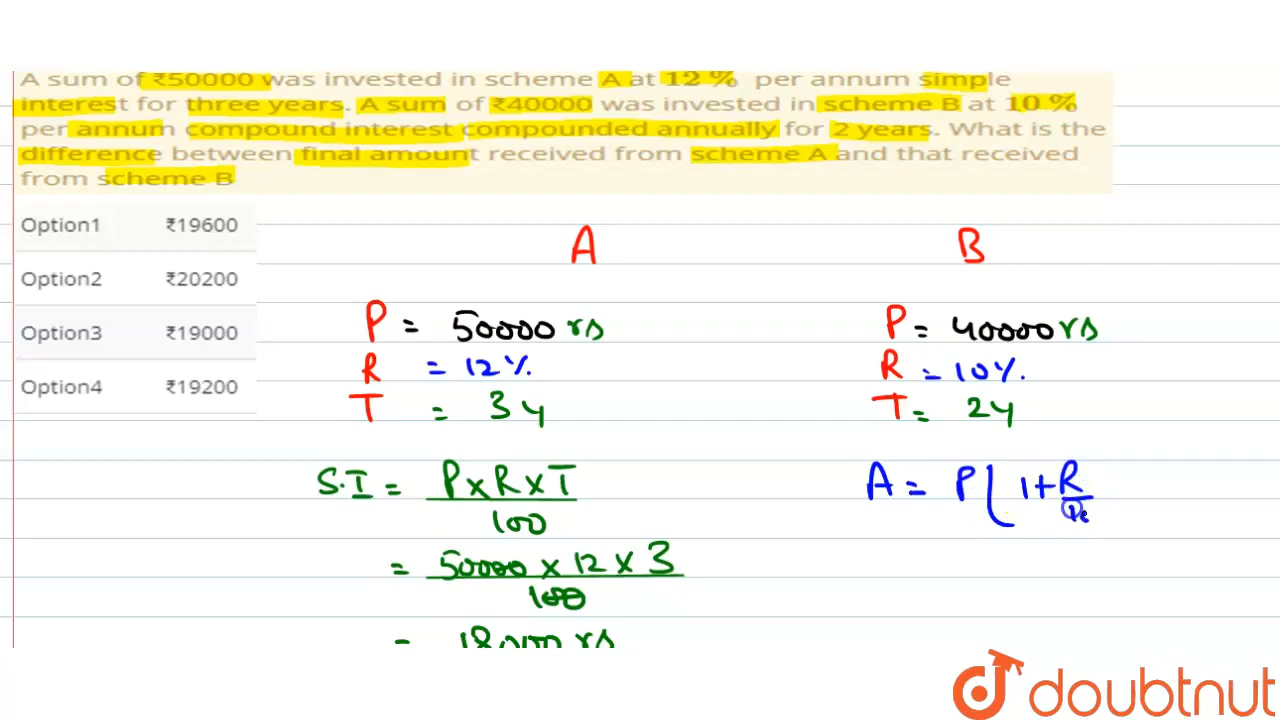 A sum of ₹50000 was invested in scheme A at 12 % per annum simple
interest for three years. A sum of ₹40000 was invested in scheme B at 10 %
per annum compound interest compounded annually for 2 years. What is the
difference between final amount received from scheme A and that received
from scheme B
Option1 ₹19600
Option2 ₹20200
Option3 ₹19000
Option4 ₹19200
A
P = 50000 rs
R = 12%.
T = 3 y
S.I = P×R×T
100
= 50000 × 12 × 3
100
= 18000 rs
B
P = 40000 rs
R = 10%.
T = 2y
A = P ( 1+ R
doubtnut